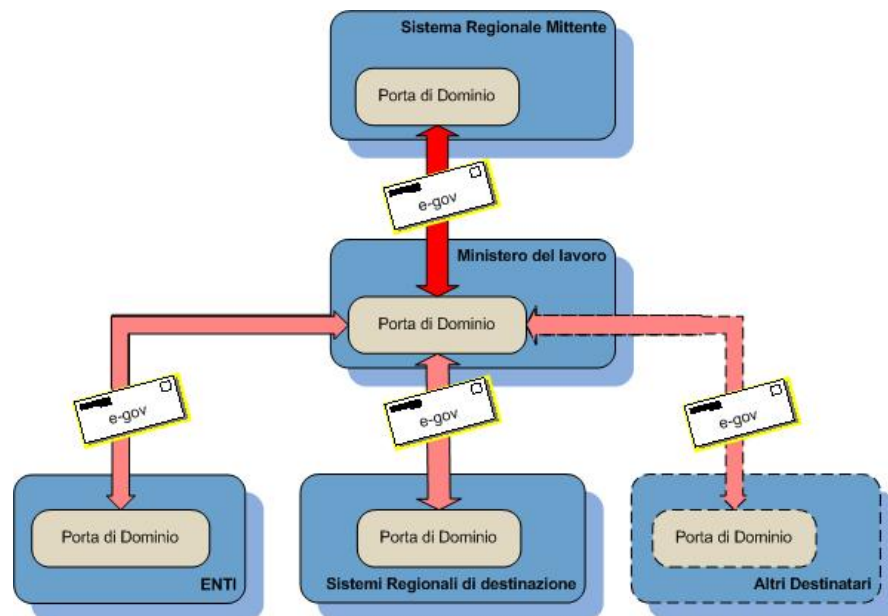 Sistema Regionale Mittente
Porta di Dominio
e-gov
Ministero del lavoro
Porta di Dominio
e-gov
e-gov
e-gov
Porta di Dominio
Porta di Dominio
Porta di Dominio
ENTI
Sistemi Regionali di destinazione
Altri Destinatari